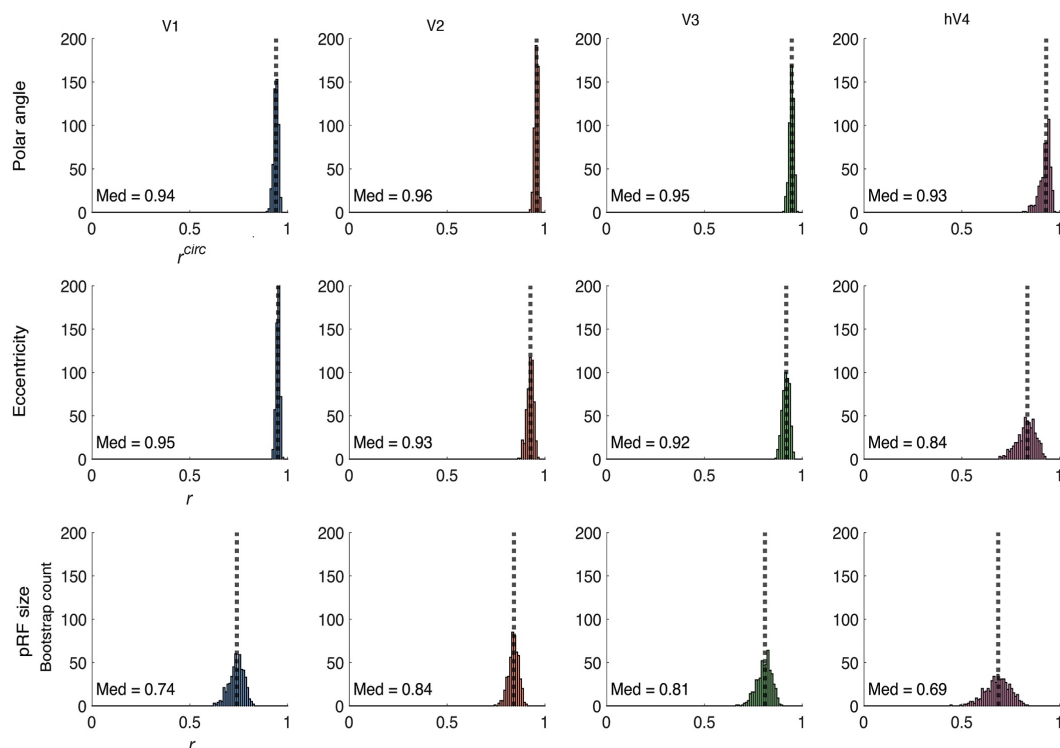 V1
V2
V3
hV4
Polar angle
200
150
100
50
0
Med = 0.94
0 0.5 1
r^circ
200
150
100
50
0
Med = 0.96
0 0.5 1
200
150
100
50
0
Med = 0.95
0 0.5 1
200
150
100
50
0
Med = 0.93
0 0.5 1
Eccentricity
200
150
100
50
0
Med = 0.95
0 0.5 1
r
200
150
100
50
0
Med = 0.93
0 0.5 1
200
150
100
50
0
Med = 0.92
0 0.5 1
200
150
100
50
0
Med = 0.84
0 0.5 1
pRF size
Bootstrap count
200
150
100
50
0
Med = 0.74
0 0.5 1
r
200
150
100
50
0
Med = 0.84
0 0.5 1
200
150
100
50
0
Med = 0.81
0 0.5 1
200
150
100
50
0
Med = 0.69
0 0.5 1